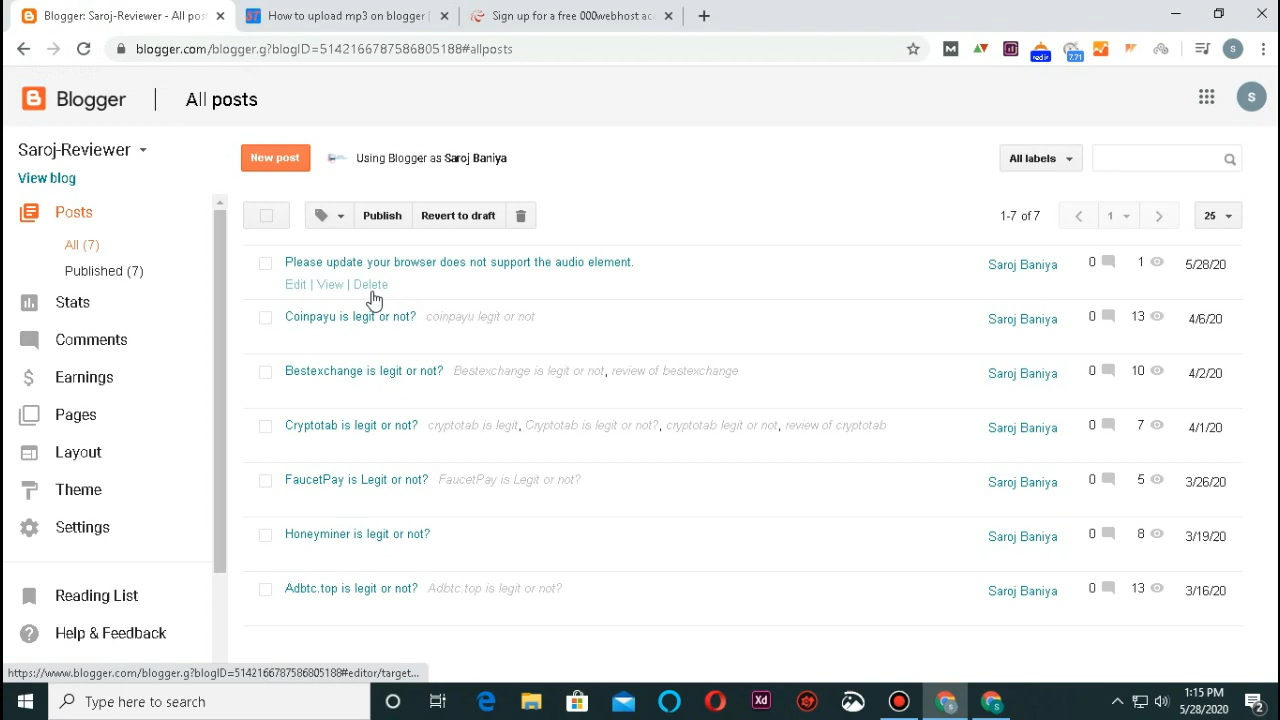 Blogger: Saroj-Reviewer - All post
How to upload mp3 on blogger [
Sign up for a free 000webhost ac
blogger.com/blogger.g?blogID=5142166787586805188#allposts
M
7.71
S
Blogger
All posts
S
Saroj-Reviewer
View blog
New post
Using Blogger as Saroj Baniya
All labels
Posts
All (7)
Published (7)
Stats
Comments
Earnings
Pages
Layout
Theme
Settings
Reading List
Help & Feedback
Publish
Revert to draft
1-7 of 7
1
25
Please update your browser does not support the audio element.
Edit | View | Delete
Saroj Baniya
0
1
5/28/20
Coinpayu is legit or not? coinpayu legit or not
Saroj Baniya
0
13
4/6/20
Bestexchange is legit or not? Bestexchange is legit or not, review of bestexchange
Saroj Baniya
0
10
4/2/20
Cryptotab is legit or not? cryptotab is legit, Cryptotab is legit or not?, cryptotab legit or not, review of cryptotab
Saroj Baniya
0
7
4/1/20
FaucetPay is Legit or not? FaucetPay is Legit or not?
Saroj Baniya
0
5
3/26/20
Honeyminer is legit or not?
Saroj Baniya
0
8
3/19/20
Adbtc.top is legit or not? Adbtc.top is legit or not?
Saroj Baniya
0
13
3/16/20
https://www.blogger.com/blogger.g?blogID=5142166787586805188#editor/target...
Type here to search
Xd
1:15 PM
5/28/2020
2